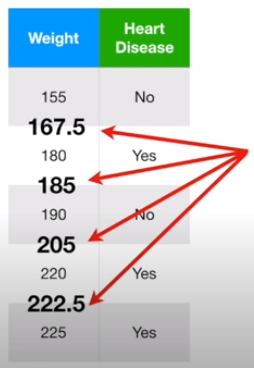 Weight Heart Disease
155 No
167.5
180 Yes
185
190 No
205
220 Yes
222.5
225 Yes